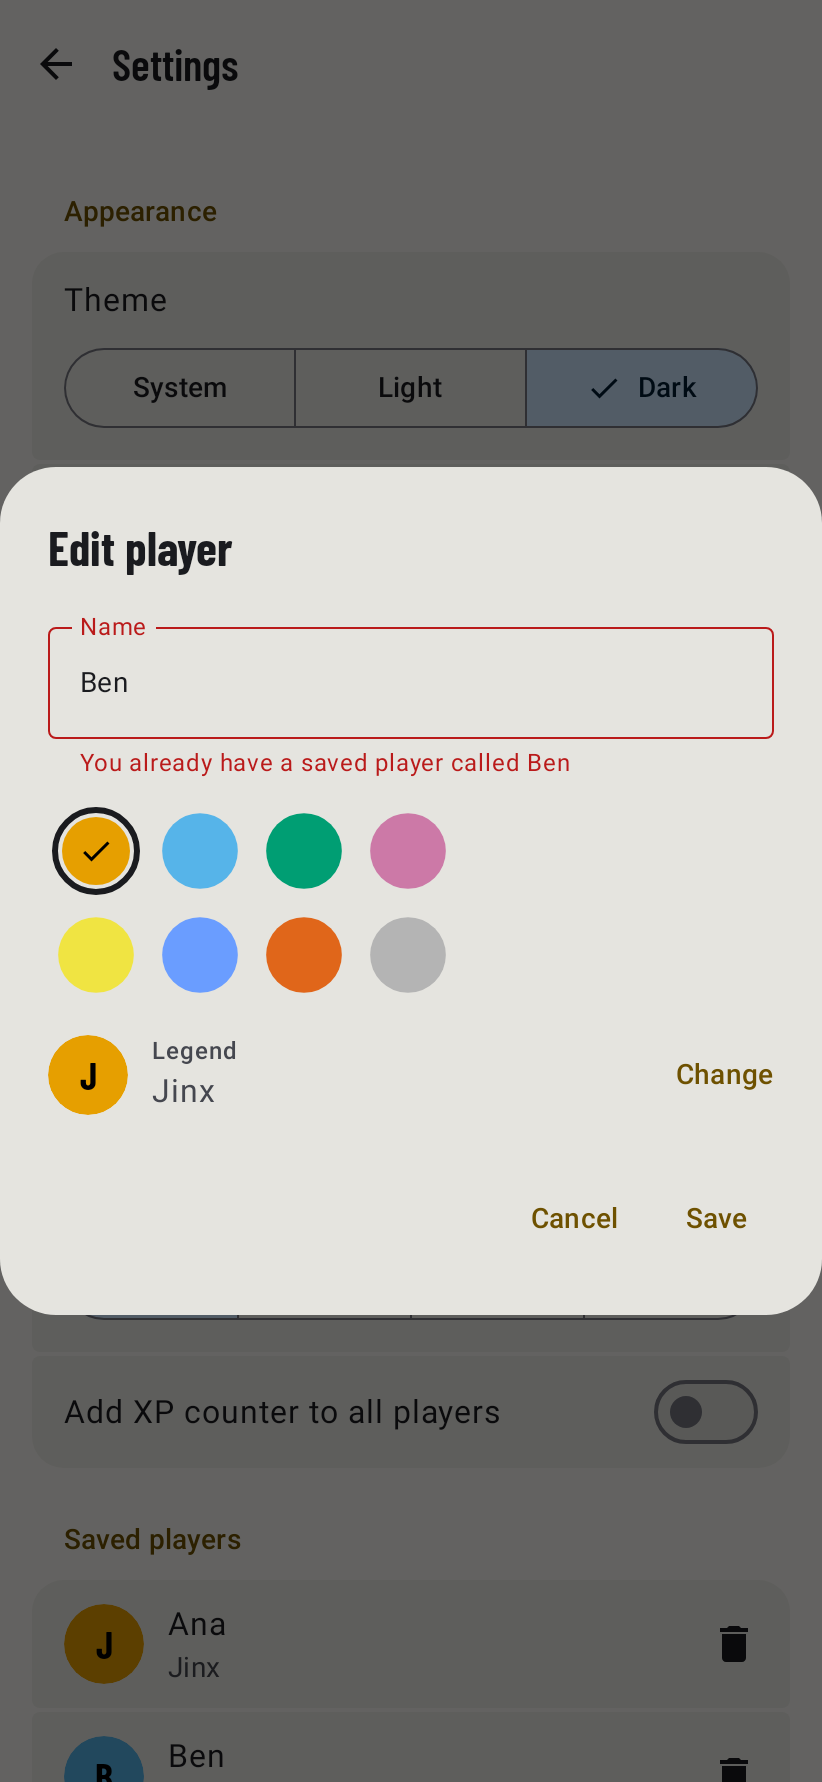 Settings
Appearance
Theme
System Light Dark
Edit player
Name
Ben
You already have a saved player called Ben
J
Legend
Jinx
Change
Cancel Save
Add XP counter to all players
Saved players
J
Ana
Jinx
Ben
B